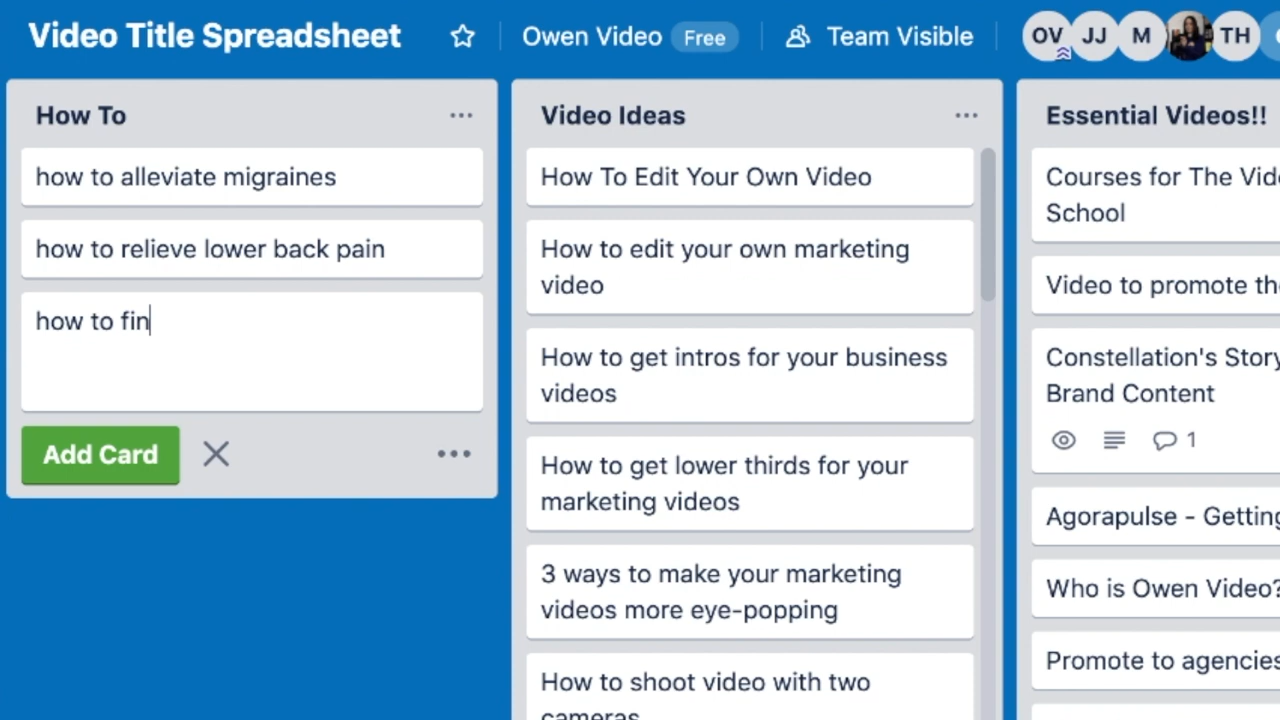 Video Title Spreadsheet
Owen Video
Free
Team Visible
OV
JJ
M
TH
How To
how to alleviate migraines
how to relieve lower back pain
how to fin
Add Card
Video Ideas
How To Edit Your Own Video
How to edit your own marketing
video
How to get intros for your business
videos
How to get lower thirds for your
marketing videos
3 ways to make your marketing
videos more eye-popping
How to shoot video with two
cameras
Essential Videos!!
Courses for The Vid
School
Video to promote th
Constellation's Story
Brand Content
1
Agorapulse - Getting
Who is Owen Video?
Promote to agencies